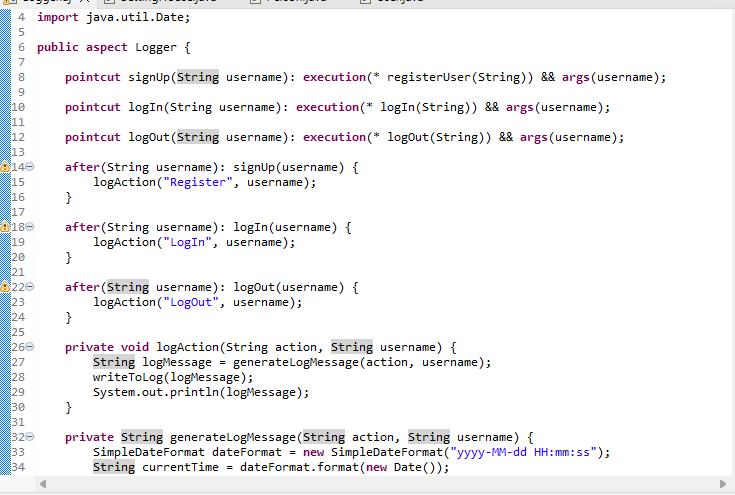 4 import java.util.Date;
5
6 public aspect Logger {
7
8 pointcut signUp(String username): execution(* registerUser(String)) && args(username);
9
10 pointcut logIn(String username): execution(* logIn(String)) && args(username);
11
12 pointcut logOut(String username): execution(* logOut(String)) && args(username);
13
14 after(String username): signUp(username) {
15 logAction("Register", username);
16 }
17
18 after(String username): logIn(username) {
19 logAction("LogIn", username);
20 }
21
22 after(String username): logOut(username) {
23 logAction("LogOut", username);
24 }
25
26 private void logAction(String action, String username) {
27 String logMessage = generateLogMessage(action, username);
28 writeToLog(logMessage);
29 System.out.println(logMessage);
30 }
31
32 private String generateLogMessage(String action, String username) {
33 SimpleDateFormat dateFormat = new SimpleDateFormat("yyyy-MM-dd HH:mm:ss");
34 String currentTime = dateFormat.format(new Date());